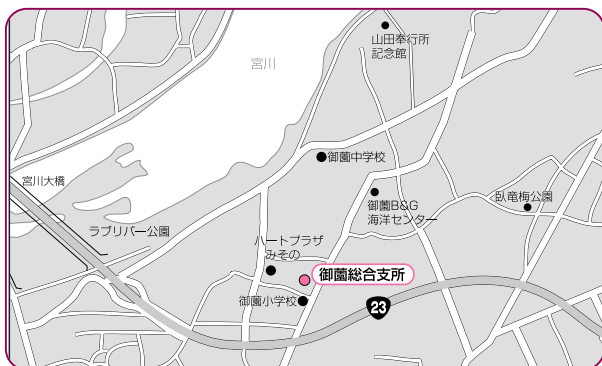 山田奉行所
記念館
宮川
御薗中学校
宮川大橋
御薗B&G
海洋センター
臥竜梅公園
ラブリバー公園
ハートプラザ
みその
御薗総合支所
御薗小学校
23